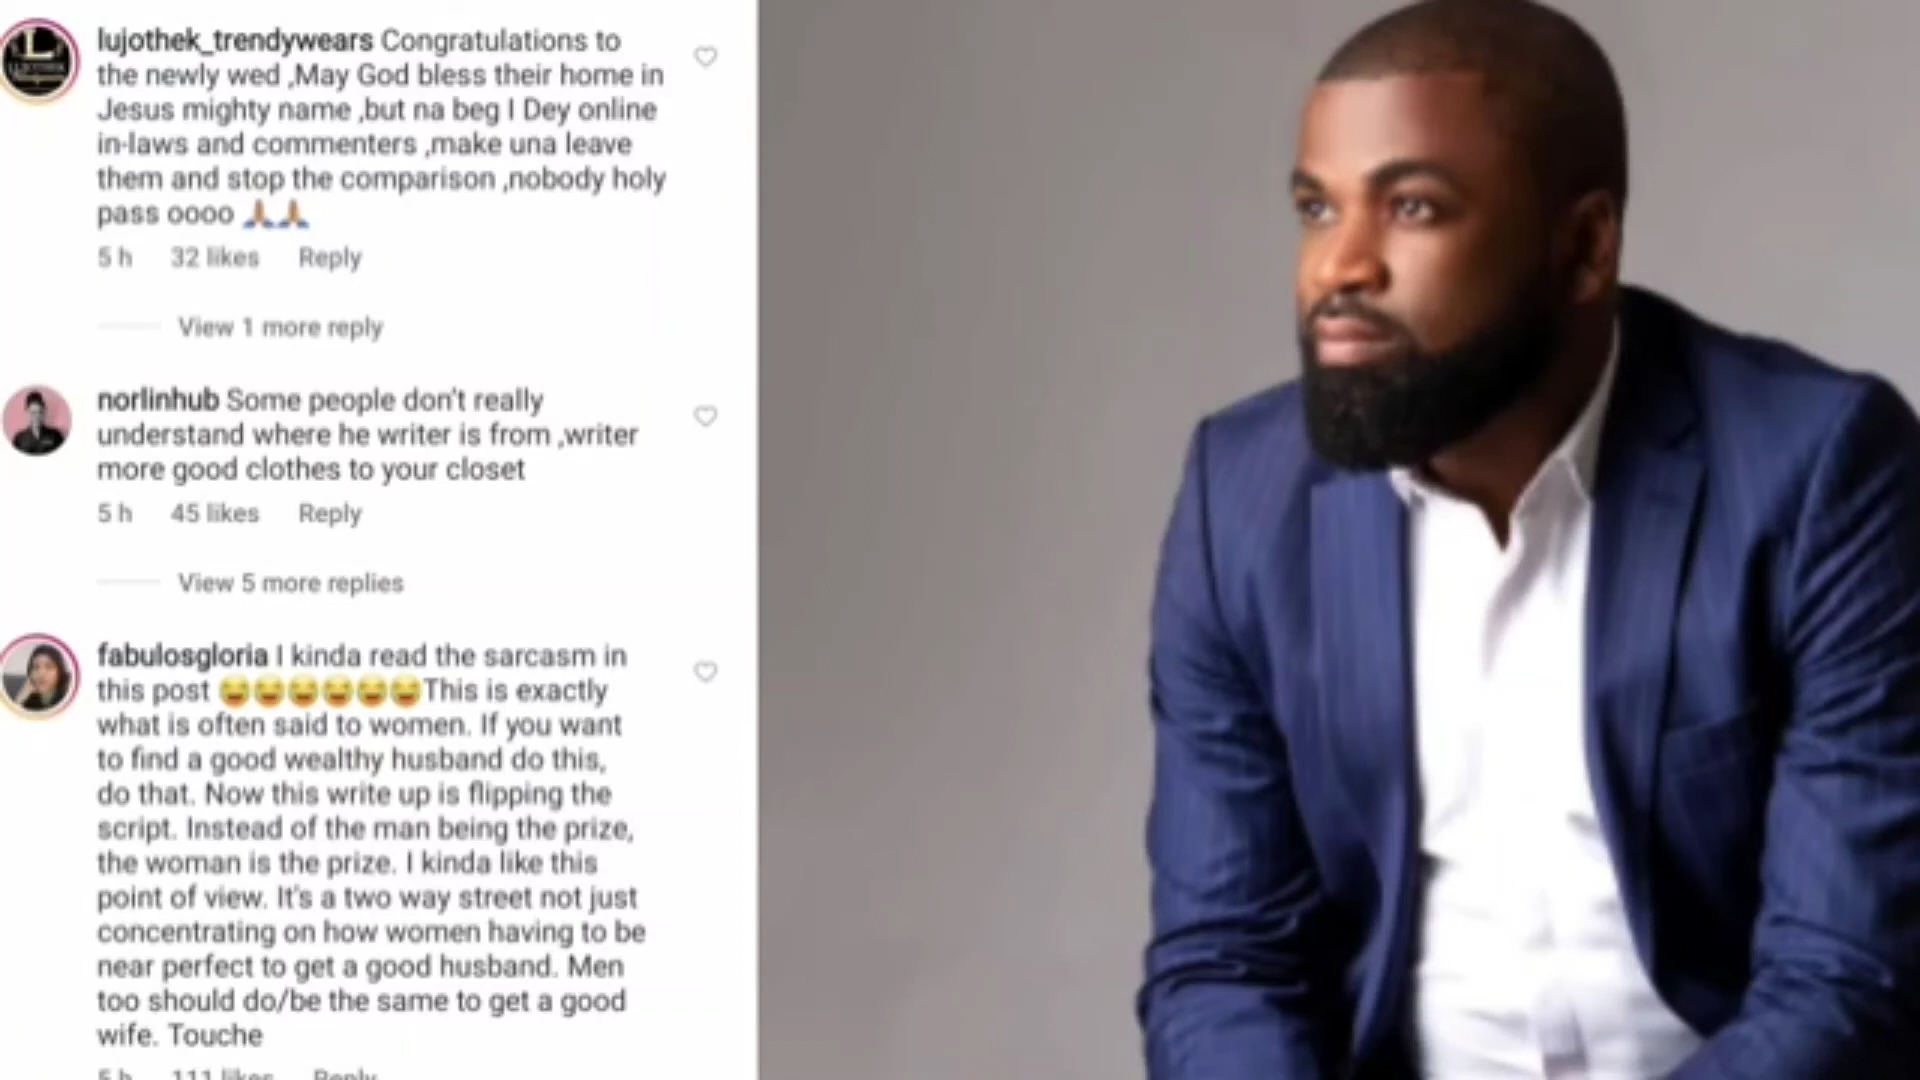 lujothek_trendywears Congratulations to
the newly wed ,May God bless their home in
Jesus mighty name ,but na beg I Dey online
in-laws and commenters ,make una leave
them and stop the comparison ,nobody holy
pass oooo 🙏🏽🙏🏽
5 h 32 likes Reply
View 1 more reply
norlinhub Some people don't really
understand where he writer is from ,writer
more good clothes to your closet
5 h 45 likes Reply
View 5 more replies
fabulosgloria I kinda read the sarcasm in
this post 😂😂😂😂😂😂This is exactly
what is often said to women. If you want
to find a good wealthy husband do this,
do that. Now this write up is flipping the
script. Instead of the man being the prize,
the woman is the prize. I kinda like this
point of view. It's a two way street not just
concentrating on how women having to be
near perfect to get a good husband. Men
too should do/be the same to get a good
wife. Touche
5 h 111 likes Reply